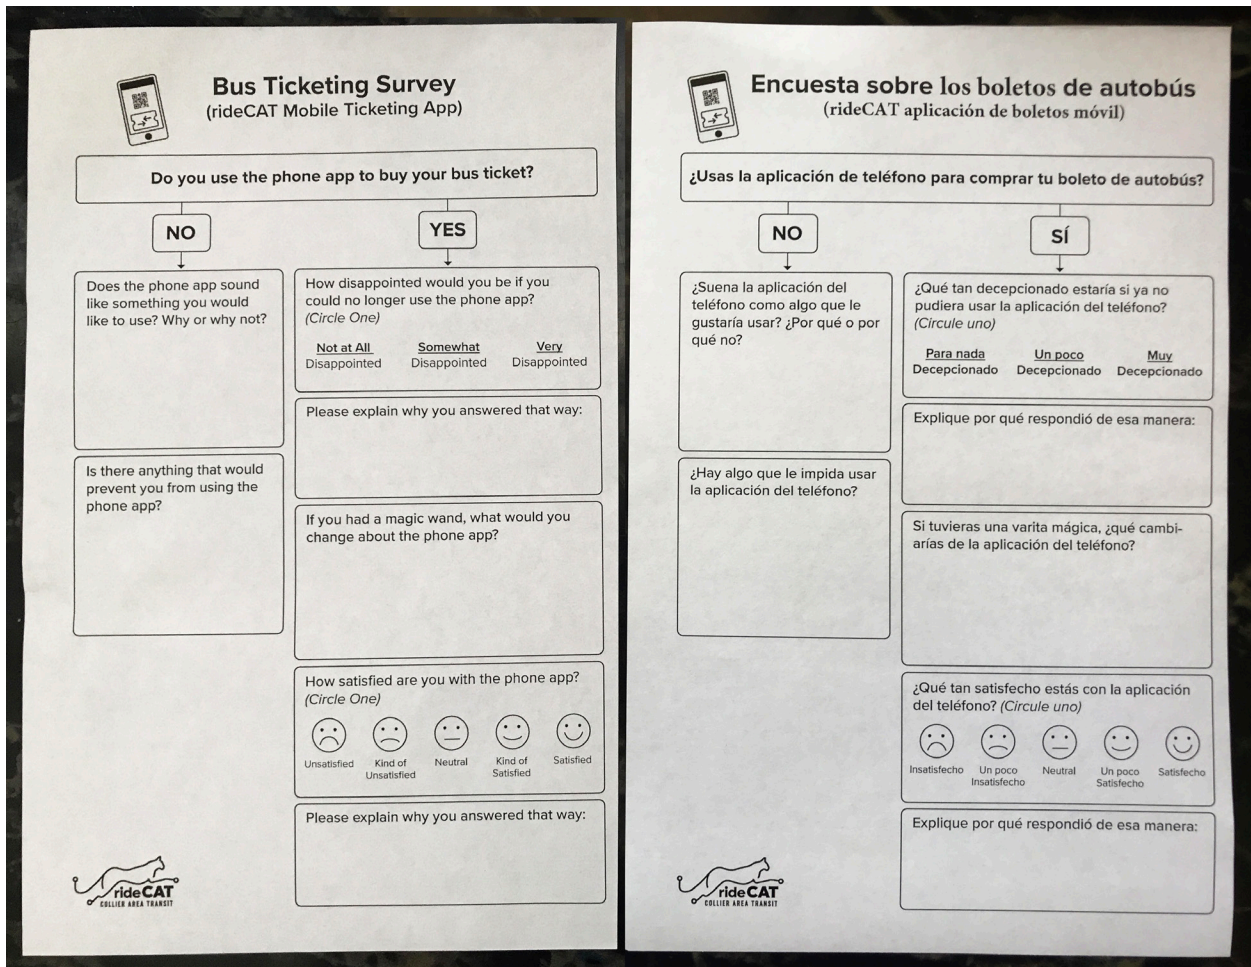 Bus Ticketing Survey
(rideCAT Mobile Ticketing App)
Do you use the phone app to buy your bus ticket?
NO
YES
Does the phone app sound
like something you would
like to use? Why or why not?
Is there anything that would
prevent you from using the
phone app?
How disappointed would you be if you
could no longer use the phone app?
(Circle One)
Not at All Somewhat Very
Disappointed Disappointed Disappointed
Please explain why you answered that way:
If you had a magic wand, what would you
change about the phone app?
How satisfied are you with the phone app?
(Circle One)
Unsatisfied Kind of Neutral Kind of Satisfied
Unsatisfied Satisfied
Please explain why you answered that way:
rideCAT
COLLIER AREA TRANSIT
Encuesta sobre los boletos de autobús
(rideCAT aplicación de boletos móvil)
¿Usas la aplicación de teléfono para comprar tu boleto de autobús?
NO
SÍ
¿Suena la aplicación del
teléfono como algo que le
gustaría usar? ¿Por qué o por
qué no?
¿Hay algo que le impida usar
la aplicación del teléfono?
¿Qué tan decepcionado estaría si ya no
pudiera usar la aplicación del teléfono?
(Circule uno)
Para nada Un poco Muy
Decepcionado Decepcionado Decepcionado
Explique por qué respondió de esa manera:
Si tuvieras una varita mágica, ¿qué cambi-
arías de la aplicación del teléfono?
¿Qué tan satisfecho estás con la aplicación
del teléfono? (Circule uno)
Insatisfecho Un poco Neutral Un poco Satisfecho
Insatisfecho Satisfecho
Explique por qué respondió de esa manera:
rideCAT
COLLIER AREA TRANSIT